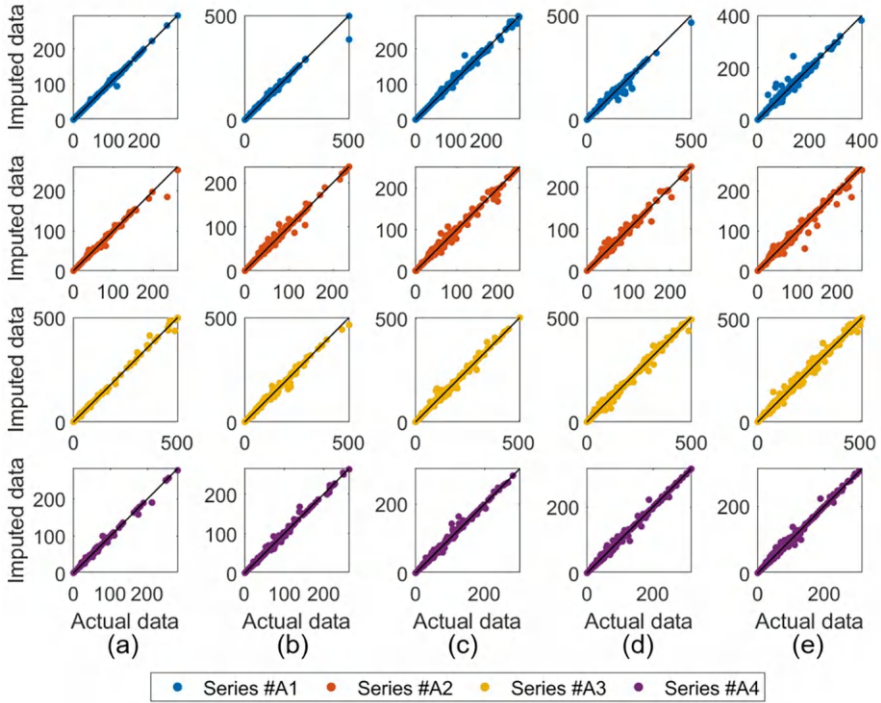 Imputed data 200 100 0 500 0 200 100 0 500 0 400 200 0
0 100 200 0 500 0 100 200 0 500 0 200 400
Imputed data 200 100 0 200 100 0 200 100 0 200 100 0 200 100 0
0 100 200 0 100 200 0 100 200 0 100 200 0 100 200
Imputed data 500 0 500 0 500 0 500 0 500 0
0 500 0 500 0 500 0 500 0 500
Imputed data 200 100 0 200 100 0 200 0 200 0 200 0
0 100 200 0 100 200 0 200 0 200 0 200
Actual data Actual data Actual data Actual data Actual data
(a) (b) (c) (d) (e)
Series #A1 Series #A2 Series #A3 Series #A4